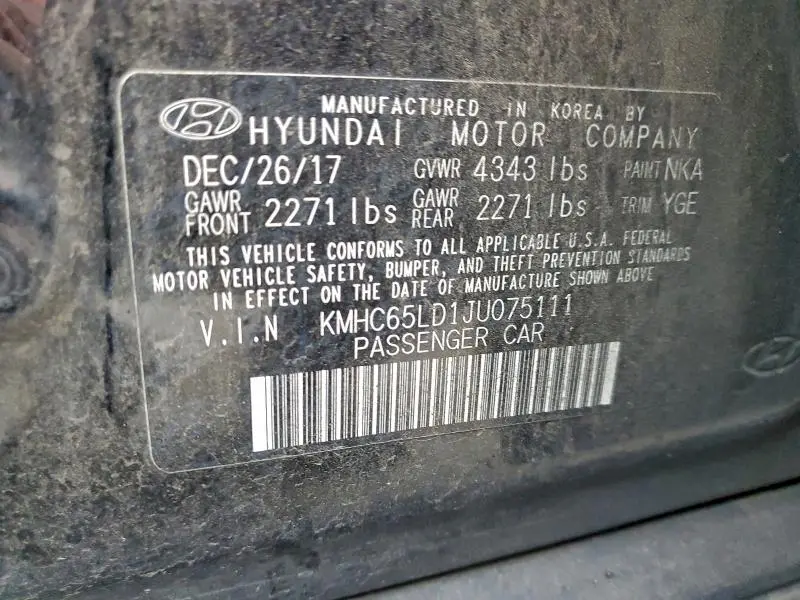 MANUFACTURED IN KOREA BY
HYUNDAI MOTOR COMPANY
DEC/26/17 GVWR 4343 lbs PAINT NKA
GAWR FRONT 2271 lbs GAWR REAR 2271 lbs TRIM YGE
THIS VEHICLE CONFORMS TO ALL APPLICABLE U.S.A. FEDERAL
MOTOR VEHICLE SAFETY, BUMPER, AND THEFT PREVENTION STANDARDS
IN EFFECT ON THE DATE OF MANUFACTURE SHOWN ABOVE
V.I.N KMHC65LD1JU075111
PASSENGER CAR